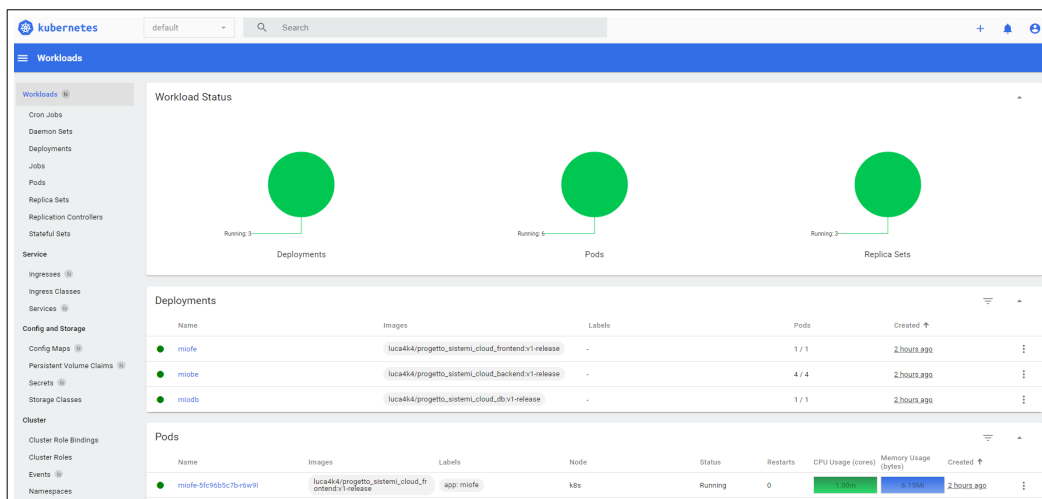 kubernetes
default
Search
Workloads
Workloads N
Cron Jobs
Daemon Sets
Deployments
Jobs
Pods
Replica Sets
Replication Controllers
Stateful Sets
Service
Ingresses N
Ingress Classes
Services N
Config and Storage
Config Maps N
Persistent Volume Claims N
Secrets N
Storage Classes
Cluster
Cluster Role Bindings
Cluster Roles
Events N
Namespaces
Workload Status
Running: 3
Running: 6
Running: 3
Deployments
Pods
Replica Sets
Deployments
Name Images Labels Pods Created
miofe luca4k4/progetto_sistemi_cloud_frontend:v1-release - 1 / 1 2 hours ago
miobe luca4k4/progetto_sistemi_cloud_backend:v1-release - 4 / 4 2 hours ago
miodb luca4k4/progetto_sistemi_cloud_db:v1-release - 1 / 1 2 hours ago
Pods
Name Images Labels Node Status Restarts CPU Usage (cores) Memory Usage (bytes) Created
miofe-5fc96b5c7b-r6w9l luca4k4/progetto_sistemi_cloud_fr
ontend:v1-release app: miofe k8s Running 0 1.00m 6.13Mi 2 hours ago